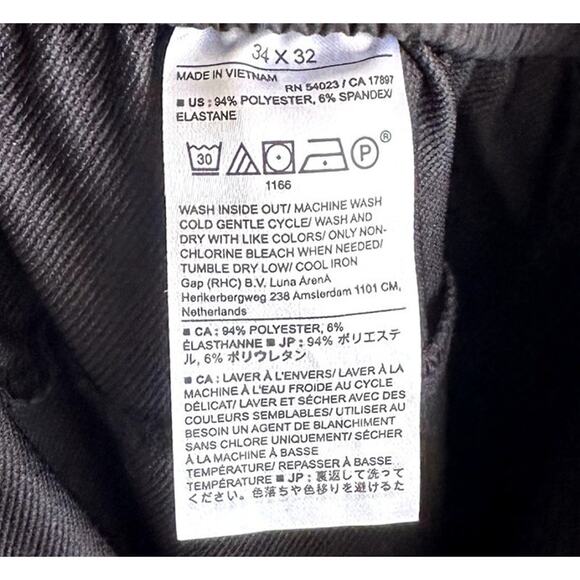 34 X 32
MADE IN VIETNAM
RN 54023 / CA 17897
■ US : 94% POLYESTER, 6% SPANDEX/
ELASTANE
30 P ®
1166
WASH INSIDE OUT/ MACHINE WASH
COLD GENTLE CYCLE/ WASH AND
DRY WITH LIKE COLORS/ ONLY NON-
CHLORINE BLEACH WHEN NEEDED/
TUMBLE DRY LOW/ COOL IRON
Gap (RHC) B.V. Luna ArenA
Herikerbergweg 238 Amsterdam 1101 CM,
Netherlands
■ CA : 94% POLYESTER, 6%
ÉLASTHANNE ■ JP : 94% ポリエステ
ル, 6% ポリウレタン
■ CA : LAVER À L'ENVERS/ LAVER À LA
MACHINE À L'EAU FROIDE AU CYCLE
DÉLICAT/ LAVER ET SÉCHER AVEC DES
COULEURS SEMBLABLES/ UTILISER AU
BESOIN UN AGENT DE BLANCHIMENT
SANS CHLORE UNIQUEMENT/ SÉCHER
À LA MACHINE À BASSE
TEMPÉRATURE/ REPASSER À BASSE
TEMPÉRATURE ■ JP : 裏返して洗って
ください。色落ちや色移りを避けるた